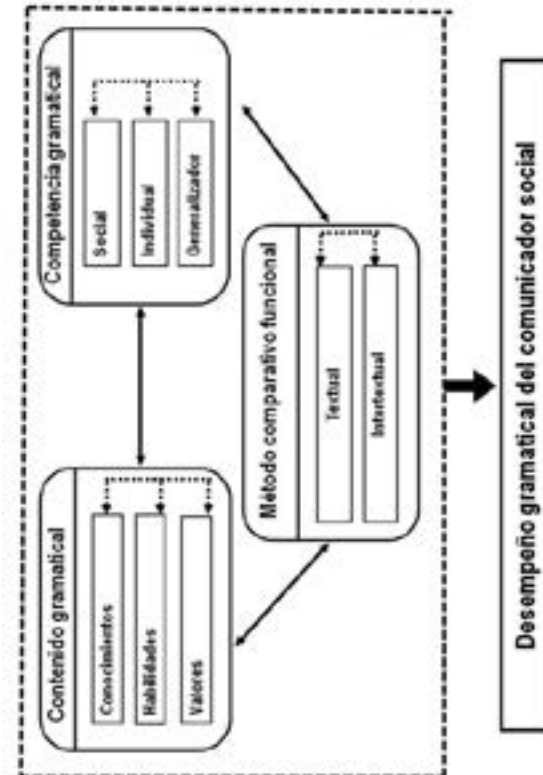 Contenido gramatical
Conocimientos
Habilidades
Valores
Competencia gramatical
Social
Individual
Generalizador
Método comparativo funcional
Textual
Intertextual
Desempeño gramatical del comunicador social